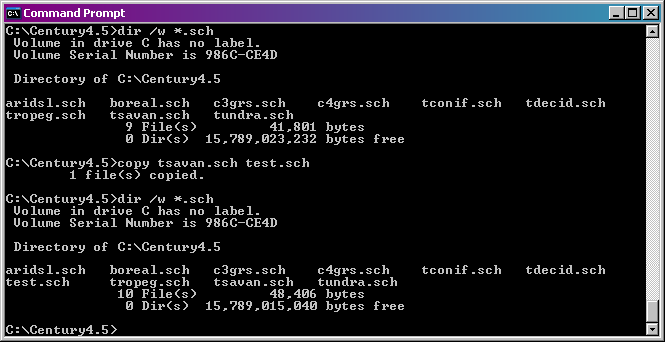 Command Prompt
C:\Century4.5>dir /w *.sch
 Volume in drive C has no label.
 Volume Serial Number is 986C-CE4D

 Directory of C:\Century4.5

aridsl.sch   boreal.sch   c3grs.sch    c4grs.sch    tconif.sch   tdecid.sch
tropeg.sch   tsavan.sch   tundra.sch
               9 File(s)         41,801 bytes
               0 Dir(s)  15,789,023,232 bytes free

C:\Century4.5>copy tsavan.sch test.sch
        1 file(s) copied.

C:\Century4.5>dir /w *.sch
 Volume in drive C has no label.
 Volume Serial Number is 986C-CE4D

 Directory of C:\Century4.5

aridsl.sch   boreal.sch   c3grs.sch    c4grs.sch    tconif.sch   tdecid.sch
test.sch     tropeg.sch   tsavan.sch   tundra.sch
              10 File(s)         48,406 bytes
               0 Dir(s)  15,789,015,040 bytes free

C:\Century4.5>